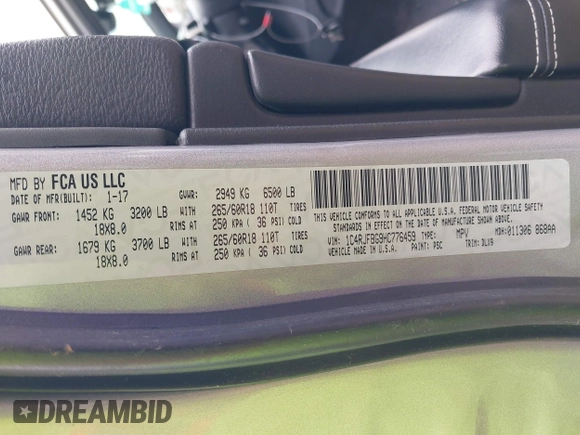 MFD BY FCA US LLC
DATE OF MFR(BUILT): 1-17 GVWR: 2949 KG 6500 LB
GAWR FRONT: 1452 KG 3200 LB WITH 265/60R18 110T TIRES
18X8.0 RIMS AT 250 KPA ( 36 PSI) COLD
GAWR REAR: 1679 KG 3700 LB WITH 265/60R18 110T TIRES
18X8.0 RIMS AT 250 KPA ( 36 PSI) COLD
THIS VEHICLE CONFORMS TO ALL APPLICABLE U.S.A. FEDERAL MOTOR VEHICLE SAFETY
STANDARDS IN EFFECT ON THE DATE OF MANUFACTURE SHOWN ABOVE.
VIN: 1C4RJFBG9HC776459 TYPE: MPV MDH: 011306 868AA
VEHICLE MADE IN U.S.A. PAINT: PSC TRIM: DLV9
DREAMBID